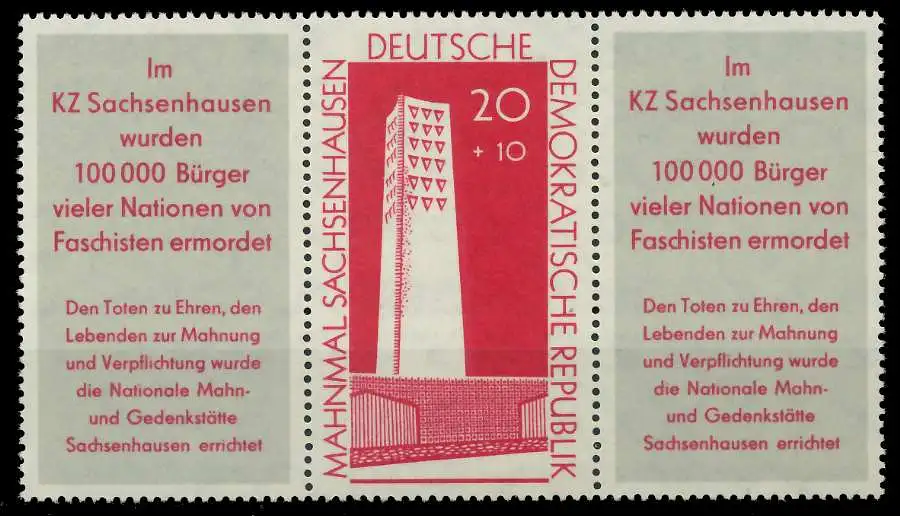 Im
KZ Sachsenhausen
wurden
100 000 Bürger
vieler Nationen von
Faschisten ermordet
Den Toten zu Ehren, den
Lebenden zur Mahnung
und Verpflichtung wurde
die Nationale Mahn-
und Gedenkstätte
Sachsenhausen errichtet
MAHNMAL SACHSENHAUSEN
DEUTSCHE
DEMOKRATISCHE REPUBLIK
20
+ 10
Im
KZ Sachsenhausen
wurden
100 000 Bürger
vieler Nationen von
Faschisten ermordet
Den Toten zu Ehren, den
Lebenden zur Mahnung
und Verpflichtung wurde
die Nationale Mahn-
und Gedenkstätte
Sachsenhausen errichtet